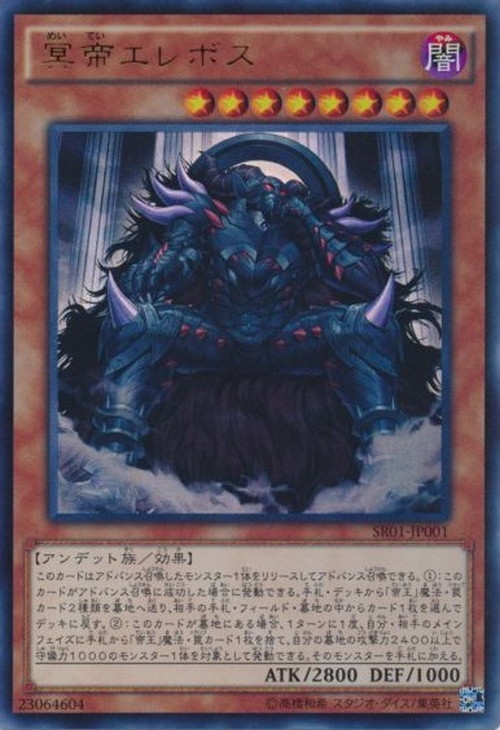 めい てい
冥帝エレボス
やみ
闇
SR01-JP001
【アンデット族／効果】
このカードはアドバンス召喚したモンスター1体をリリースしてアドバンス召喚できる。①：この
カードがアドバンス召喚に成功した場合に発動できる。手札・デッキから「帝王」魔法・罠
カード2種類を墓地へ送り、相手の手札・フィールド・墓地の中からカード1枚を選んで
デッキに戻す。②：このカードが墓地にある場合、1ターンに1度、自分・相手のメイン
フェイズに手札から「帝王」魔法・罠カード1枚を捨て、自分の墓地の攻撃力2400以上で
守備力1000のモンスター1体を対象として発動できる。そのモンスターを手札に加える。
ATK/2800 DEF/1000
23064604
©高橋和希 スタジオ・ダイス/集英社